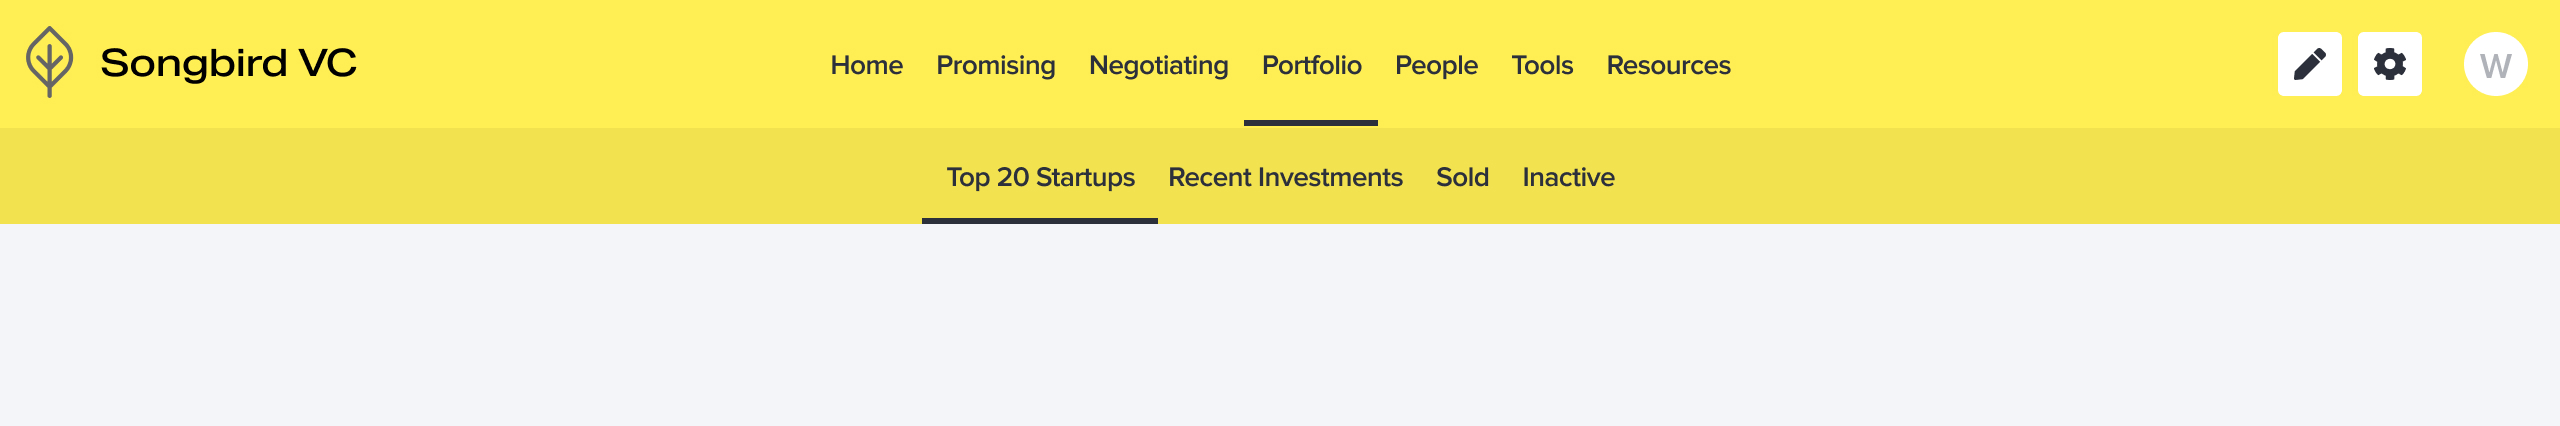 Songbird VC
Home Promising Negotiating Portfolio People Tools Resources
W
Top 20 Startups Recent Investments Sold Inactive